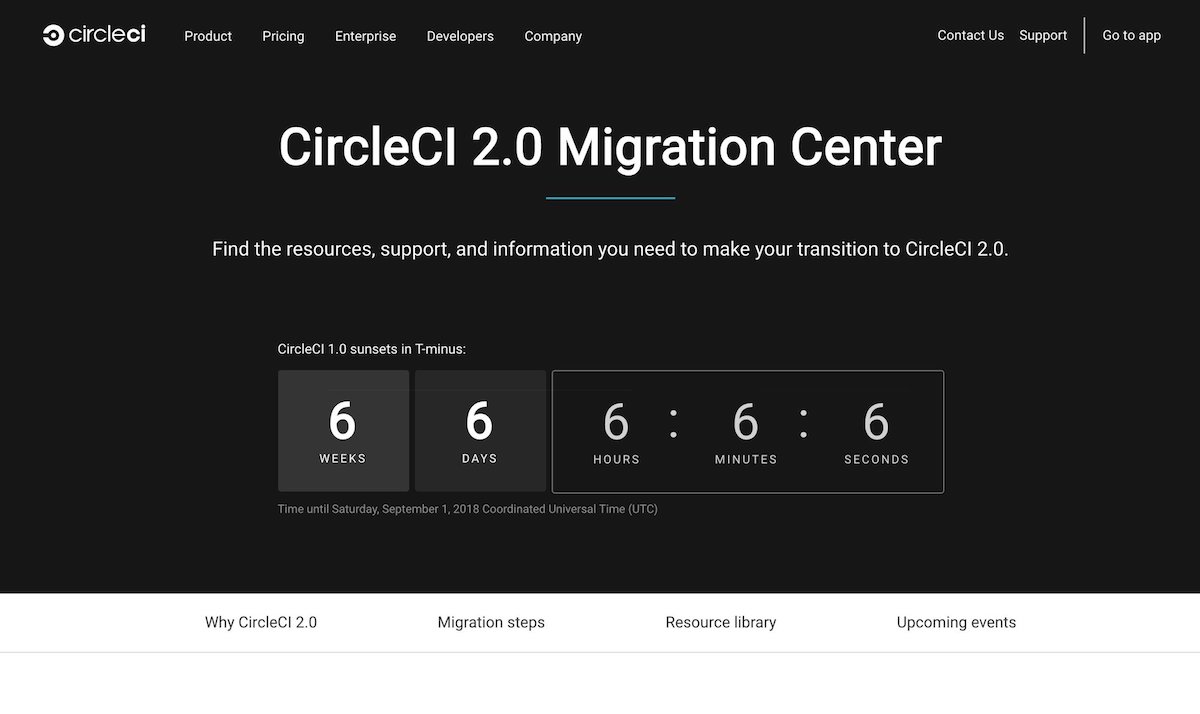 circleci Product Pricing Enterprise Developers Company Contact Us Support Go to app
CircleCI 2.0 Migration Center
Find the resources, support, and information you need to make your transition to CircleCI 2.0.
CircleCI 1.0 sunsets in T-minus:
6 6 6 : 6 : 6
WEEKS DAYS HOURS MINUTES SECONDS
Time until Saturday, September 1, 2018 Coordinated Universal Time (UTC)
Why CircleCI 2.0 Migration steps Resource library Upcoming events